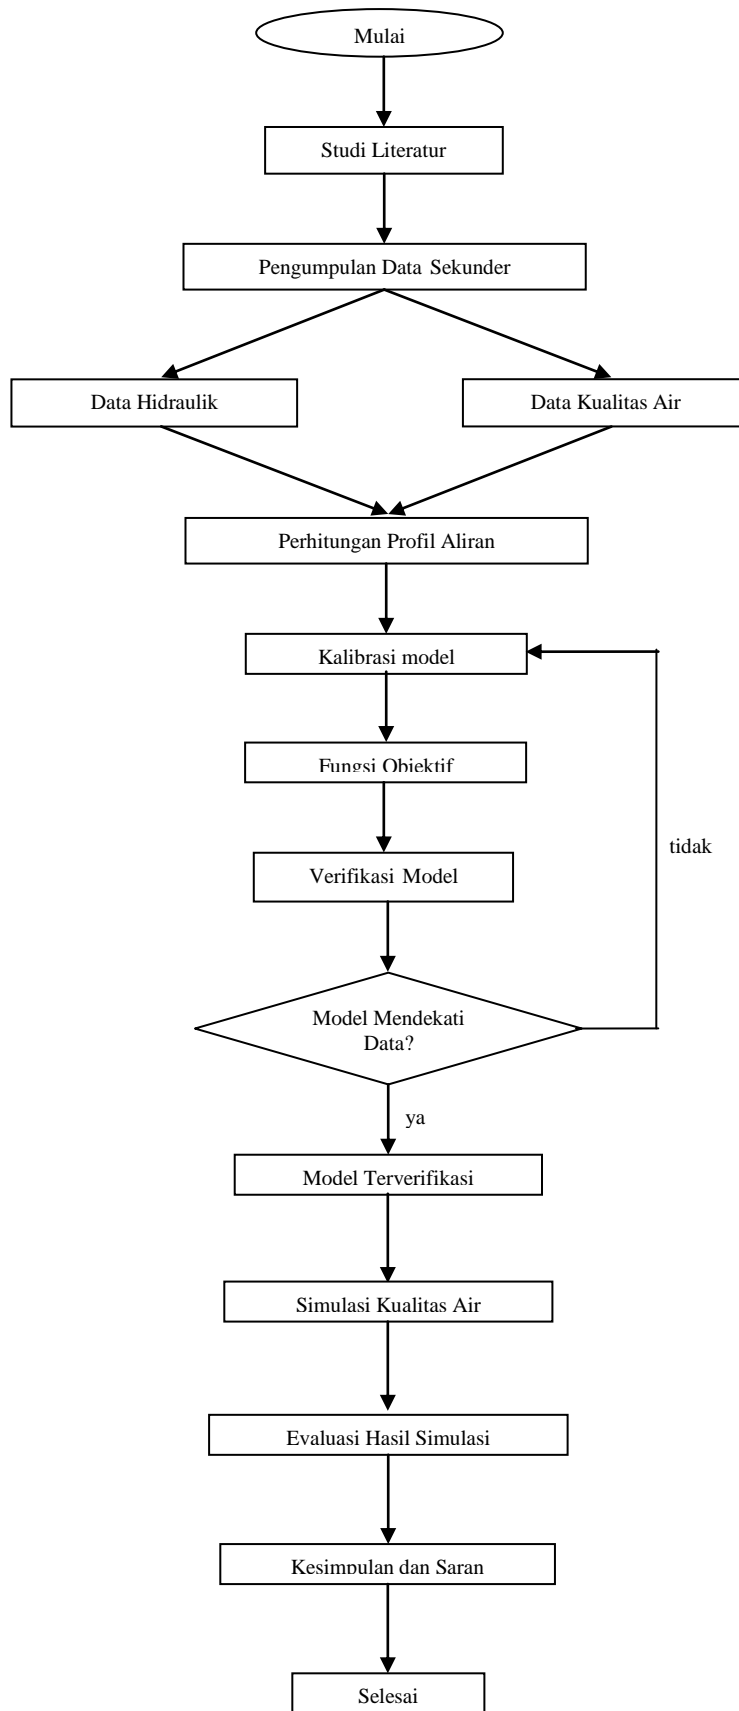 Mulai
Studi Literatur
Pengumpulan Data Sekunder
Data Hidraulik
Data Kualitas Air
Perhitungan Profil Aliran
Kalibrasi model
Fungsi Objektif
Verifikasi Model
tidak
Model Mendekati
Data?
ya
Model Terverifikasi
Simulasi Kualitas Air
Evaluasi Hasil Simulasi
Kesimpulan dan Saran
Selesai